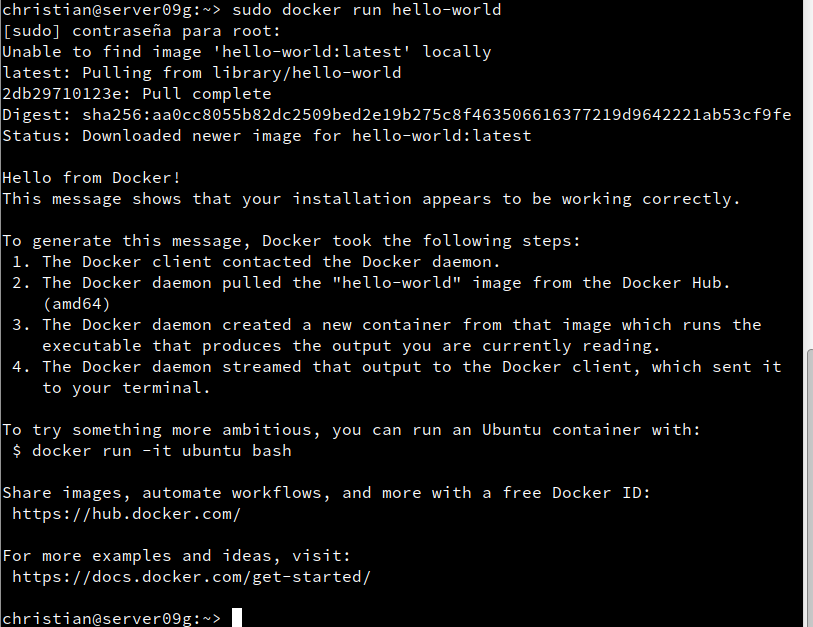 christian@server09g:~> sudo docker run hello-world
[sudo] contraseña para root:
Unable to find image 'hello-world:latest' locally
latest: Pulling from library/hello-world
2db29710123e: Pull complete
Digest: sha256:aa0cc8055b82dc2509bed2e19b275c8f463506616377219d9642221ab53cf9fe
Status: Downloaded newer image for hello-world:latest

Hello from Docker!
This message shows that your installation appears to be working correctly.

To generate this message, Docker took the following steps:
 1. The Docker client contacted the Docker daemon.
 2. The Docker daemon pulled the "hello-world" image from the Docker Hub.
    (amd64)
 3. The Docker daemon created a new container from that image which runs the
    executable that produces the output you are currently reading.
 4. The Docker daemon streamed that output to the Docker client, which sent it
    to your terminal.

To try something more ambitious, you can run an Ubuntu container with:
 $ docker run -it ubuntu bash

Share images, automate workflows, and more with a free Docker ID:
 https://hub.docker.com/

For more examples and ideas, visit:
 https://docs.docker.com/get-started/

christian@server09g:~>